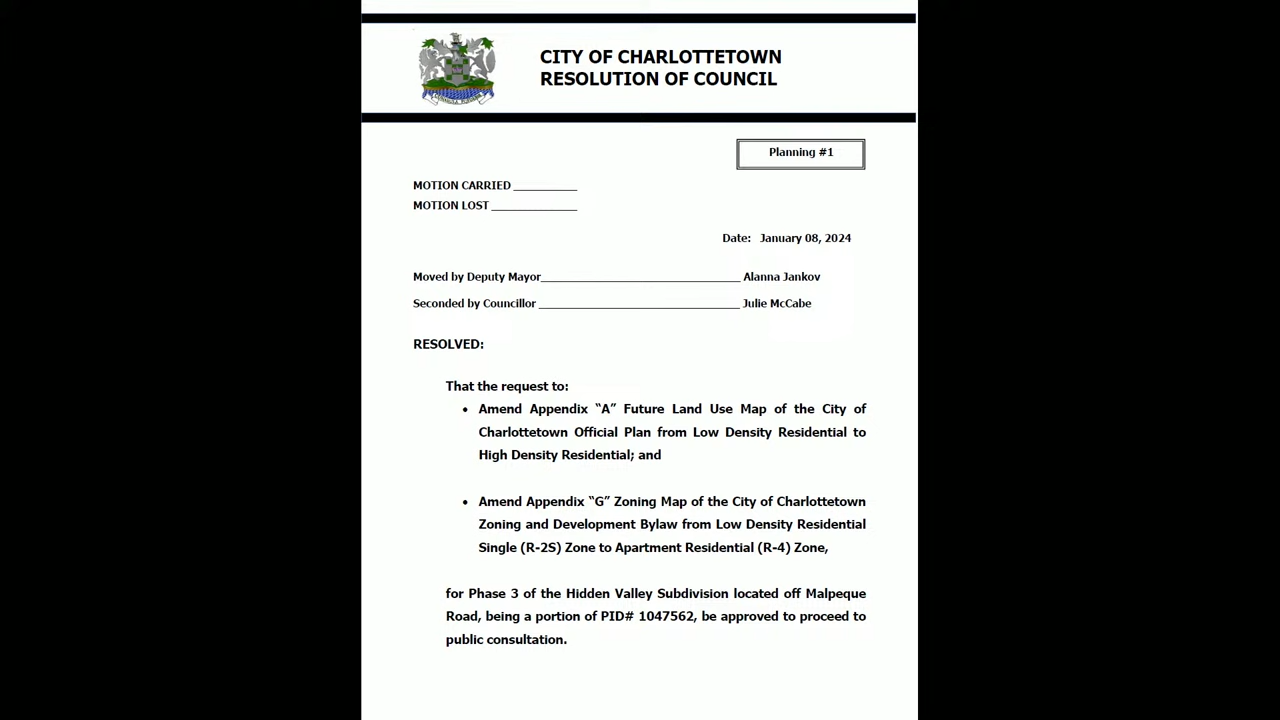 CITY OF CHARLOTTETOWN
RESOLUTION OF COUNCIL
Planning #1
MOTION CARRIED ___________
MOTION LOST ______________
Date: January 08, 2024
Moved by Deputy Mayor_________________________________ Alanna Jankov
Seconded by Councillor _________________________________ Julie McCabe
RESOLVED:
That the request to:
• Amend Appendix “A” Future Land Use Map of the City of
Charlottetown Official Plan from Low Density Residential to
High Density Residential; and
• Amend Appendix “G” Zoning Map of the City of Charlottetown
Zoning and Development Bylaw from Low Density Residential
Single (R-2S) Zone to Apartment Residential (R-4) Zone,
for Phase 3 of the Hidden Valley Subdivision located off Malpeque
Road, being a portion of PID# 1047562, be approved to proceed to
public consultation.